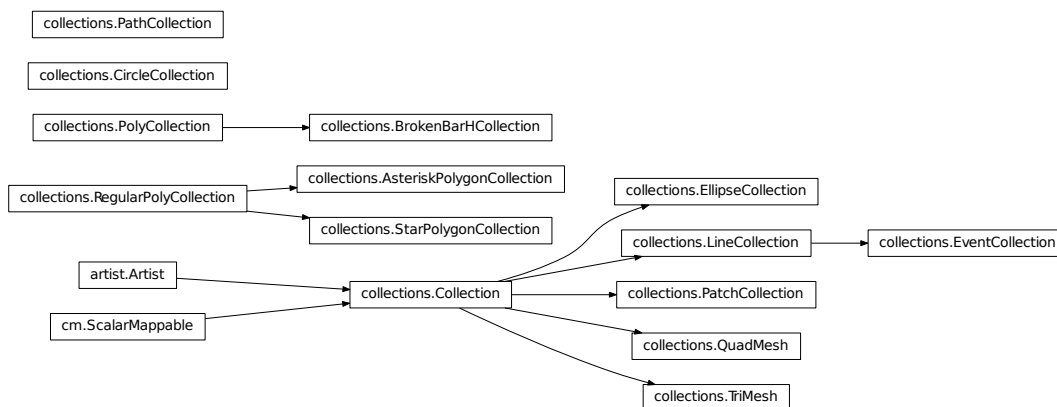 collections.PathCollection
collections.CircleCollection
collections.PolyCollection
collections.BrokenBarHCollection
collections.AsteriskPolygonCollection
collections.RegularPolyCollection
collections.StarPolygonCollection
collections.EllipseCollection
collections.LineCollection
collections.EventCollection
artist.Artist
collections.Collection
collections.PatchCollection
cm.ScalarMappable
collections.QuadMesh
collections.TriMesh